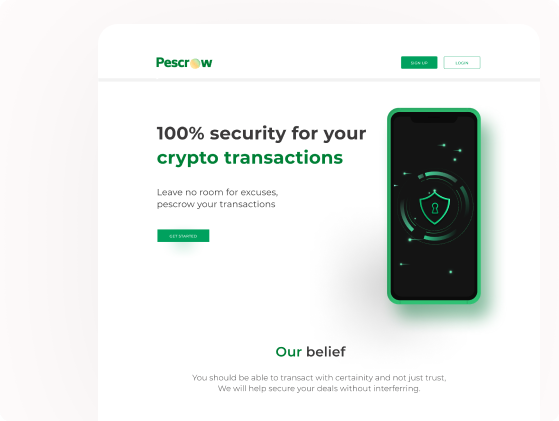 Pescrow
SIGN UP
LOGIN
100% security for your
crypto transactions
Leave no room for excuses,
pescrow your transactions
GET STARTED
Our belief
You should be able to transact with certainity and not just trust,
We will help secure your deals without interferring.